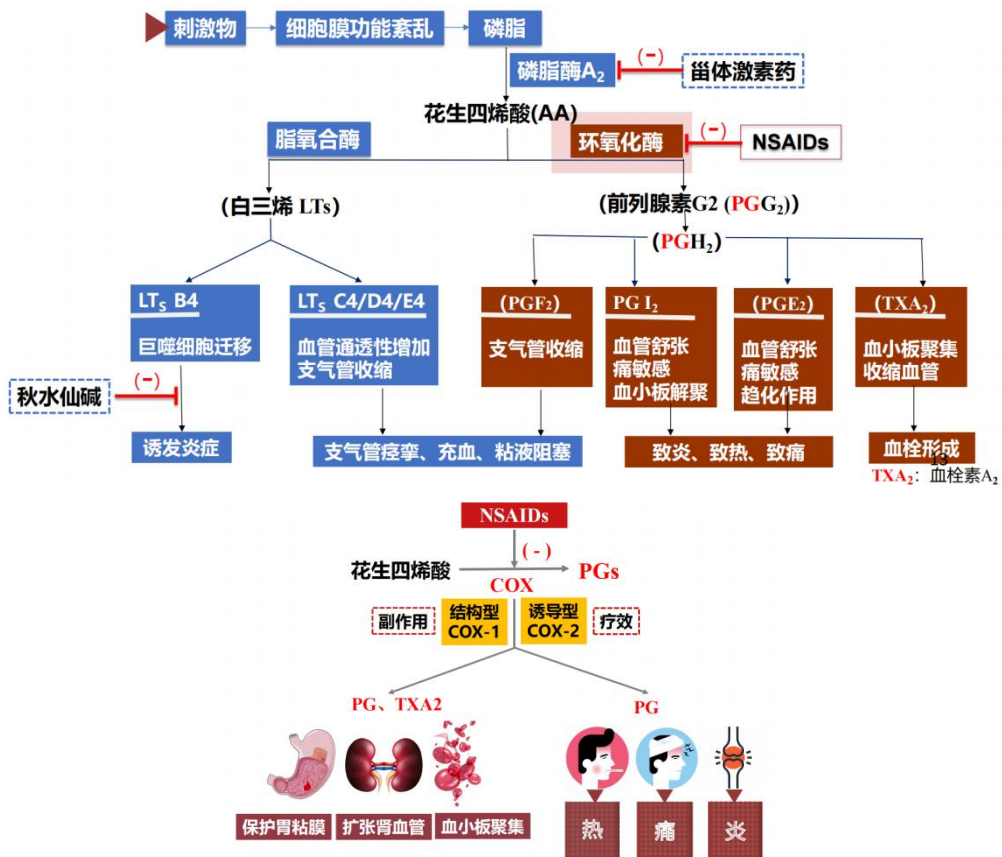 刺激物
细胞膜功能紊乱
磷脂
磷脂酶A₂
(-)
甾体激素药
花生四烯酸(AA)
脂氧合酶
环氧化酶
(-)
NSAIDs
(白三烯 LTs)
(前列腺素G2 (PGG₂))
(PGH₂)
LTS B4
巨噬细胞迁移
LTS C4/D4/E4
血管通透性增加
支气管收缩
(PGF₂)
支气管收缩
PG I₂
血管舒张
痛敏感
血小板解聚
(PGE₂)
血管舒张
痛敏感
趋化作用
(TXA₂)
血小板聚集
收缩血管
秋水仙碱
(-)
诱发炎症
支气管痉挛、充血、粘液阻塞
致炎、致热、致痛
血栓形成
13
TXA₂：血栓素A₂
NSAIDs
(-)
花生四烯酸
PGs
COX
副作用
结构型
COX-1
诱导型
COX-2
疗效
PG、TXA2
PG
保护胃粘膜
扩张肾血管
血小板聚集
热
痛
炎